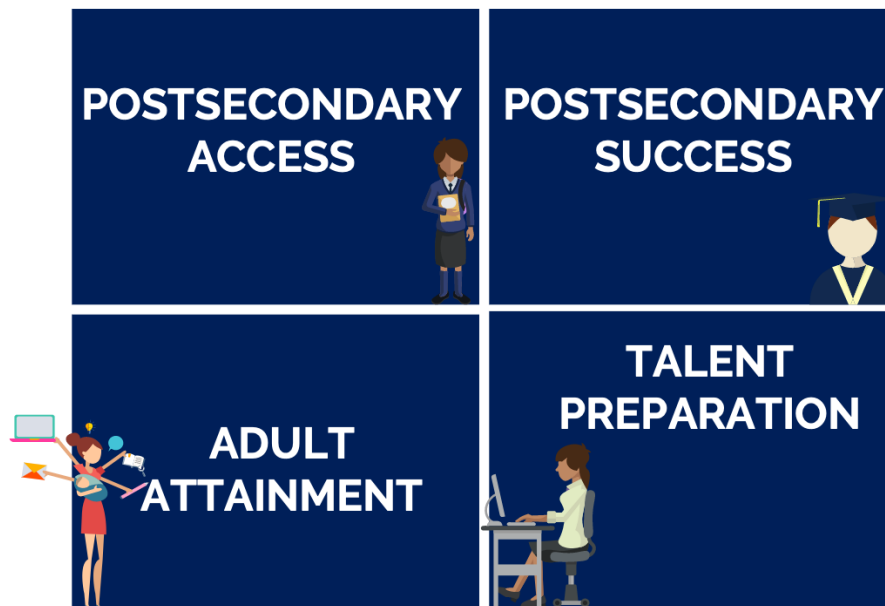 POSTSECONDARY
ACCESS
POSTSECONDARY
SUCCESS
ADULT
ATTAINMENT
TALENT
PREPARATION